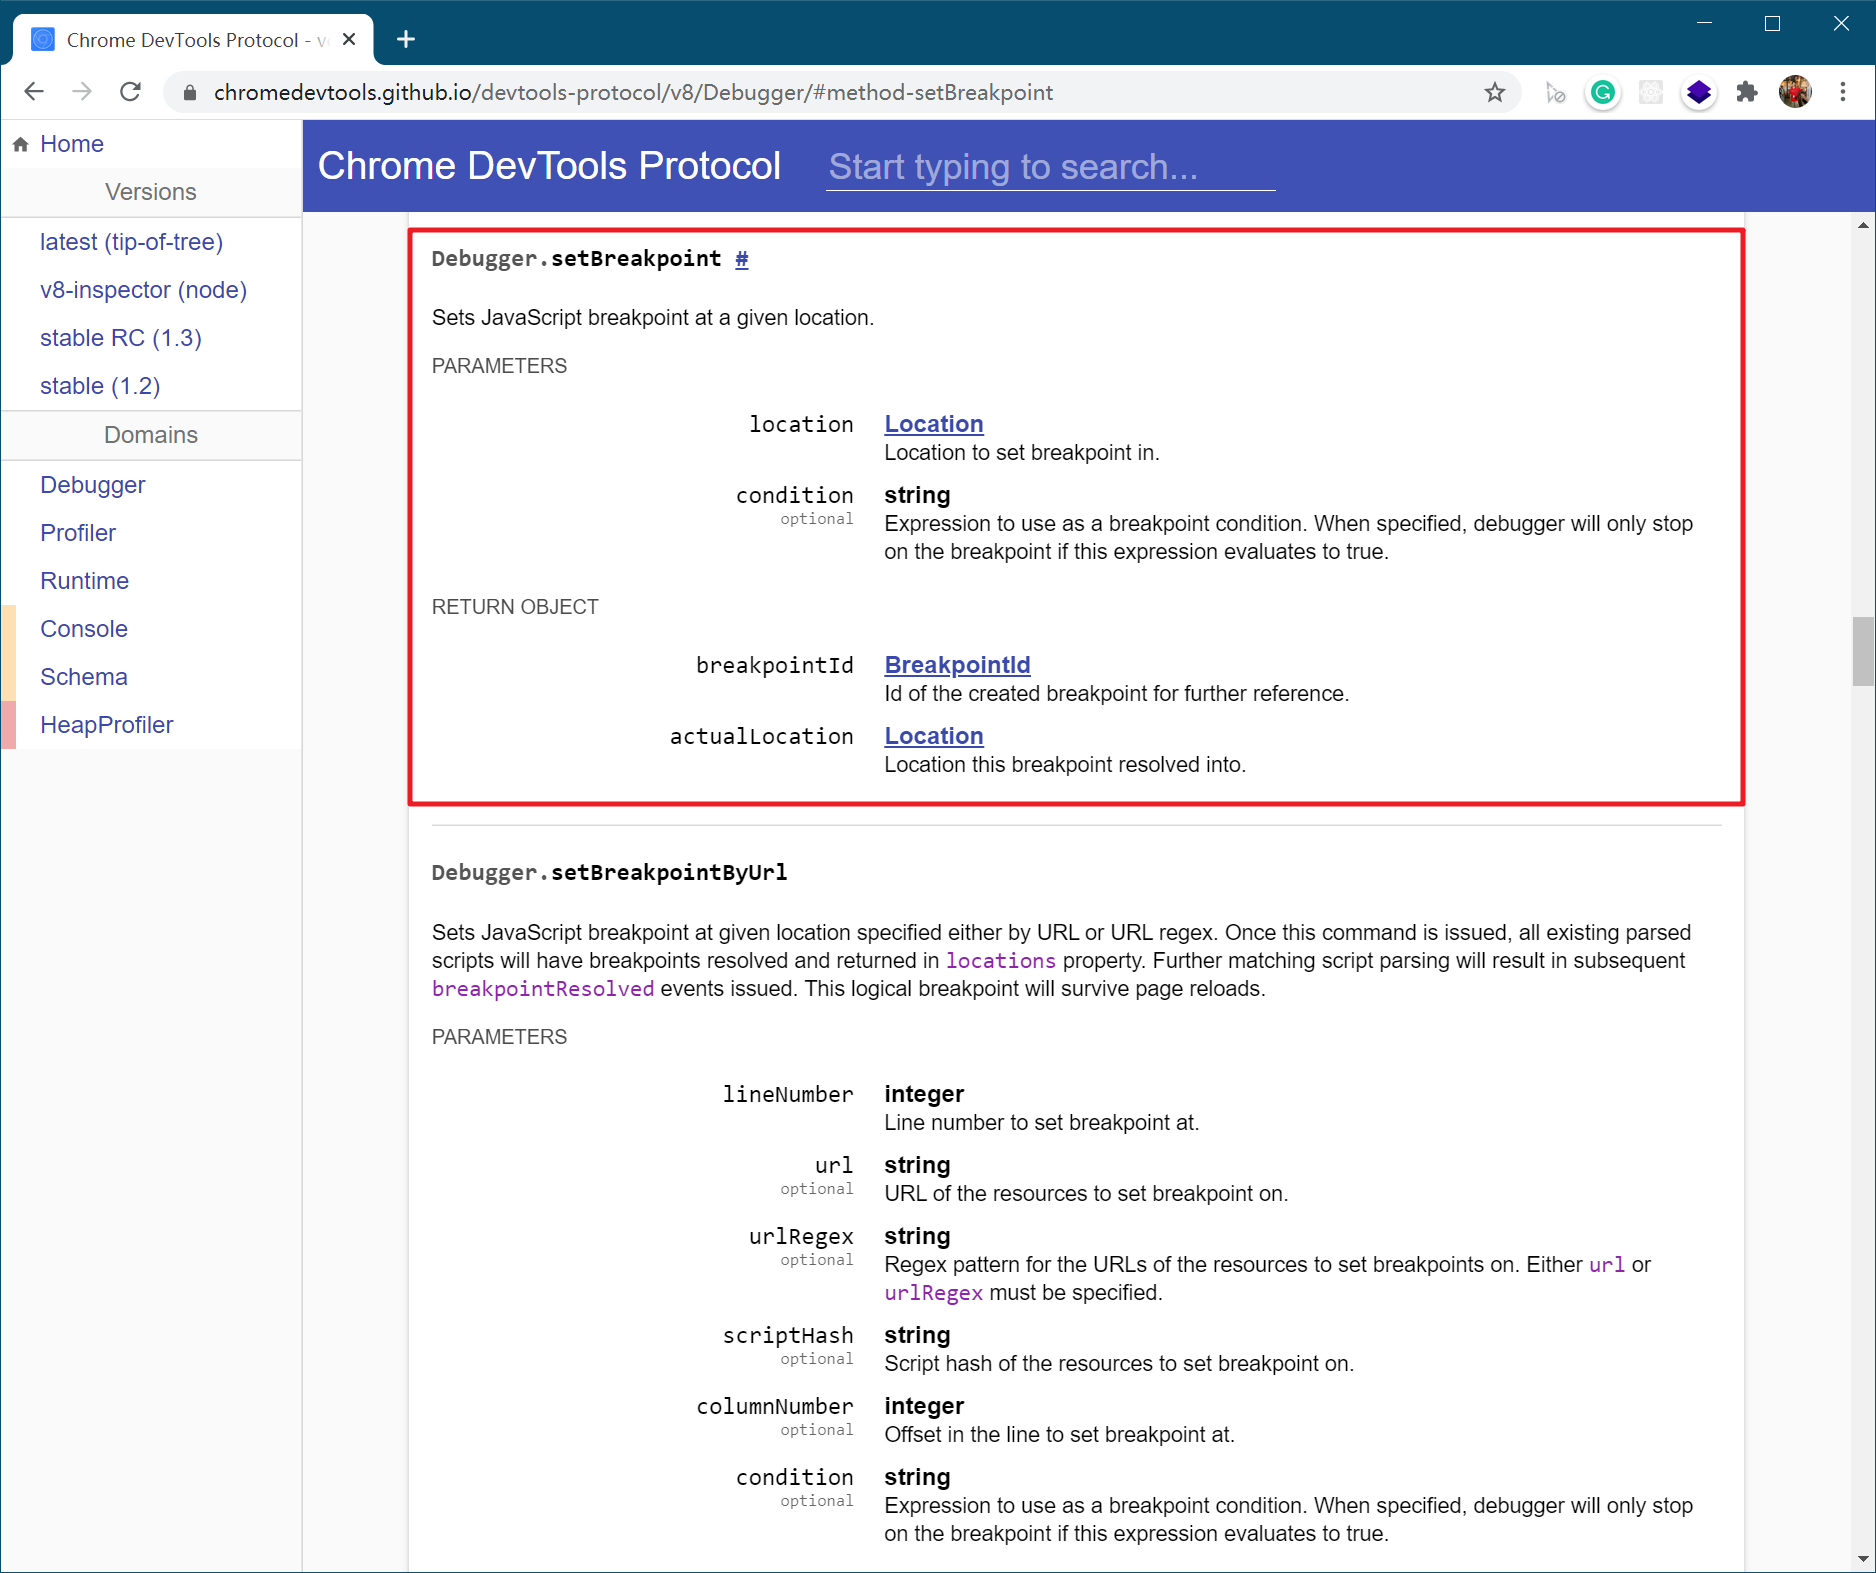 Chrome DevTools Protocol - v
chromedevtools.github.io/devtools-protocol/v8/Debugger/#method-setBreakpoint
Home
Versions
latest (tip-of-tree)
v8-inspector (node)
stable RC (1.3)
stable (1.2)
Domains
Debugger
Profiler
Runtime
Console
Schema
HeapProfiler
Chrome DevTools Protocol
Start typing to search...
Debugger.setBreakpoint #
Sets JavaScript breakpoint at a given location.
PARAMETERS
location Location
Location to set breakpoint in.
condition string
optional
Expression to use as a breakpoint condition. When specified, debugger will only stop
on the breakpoint if this expression evaluates to true.
RETURN OBJECT
breakpointId BreakpointId
Id of the created breakpoint for further reference.
actualLocation Location
Location this breakpoint resolved into.
Debugger.setBreakpointByUrl
Sets JavaScript breakpoint at given location specified either by URL or URL regex. Once this command is issued, all existing parsed
scripts will have breakpoints resolved and returned in locations property. Further matching script parsing will result in subsequent
breakpointResolved events issued. This logical breakpoint will survive page reloads.
PARAMETERS
lineNumber integer
Line number to set breakpoint at.
url string
optional
URL of the resources to set breakpoint on.
urlRegex string
optional
Regex pattern for the URLs of the resources to set breakpoints on. Either url or
urlRegex must be specified.
scriptHash string
optional
Script hash of the resources to set breakpoint on.
columnNumber integer
optional
Offset in the line to set breakpoint at.
condition string
optional
Expression to use as a breakpoint condition. When specified, debugger will only stop
on the breakpoint if this expression evaluates to true.